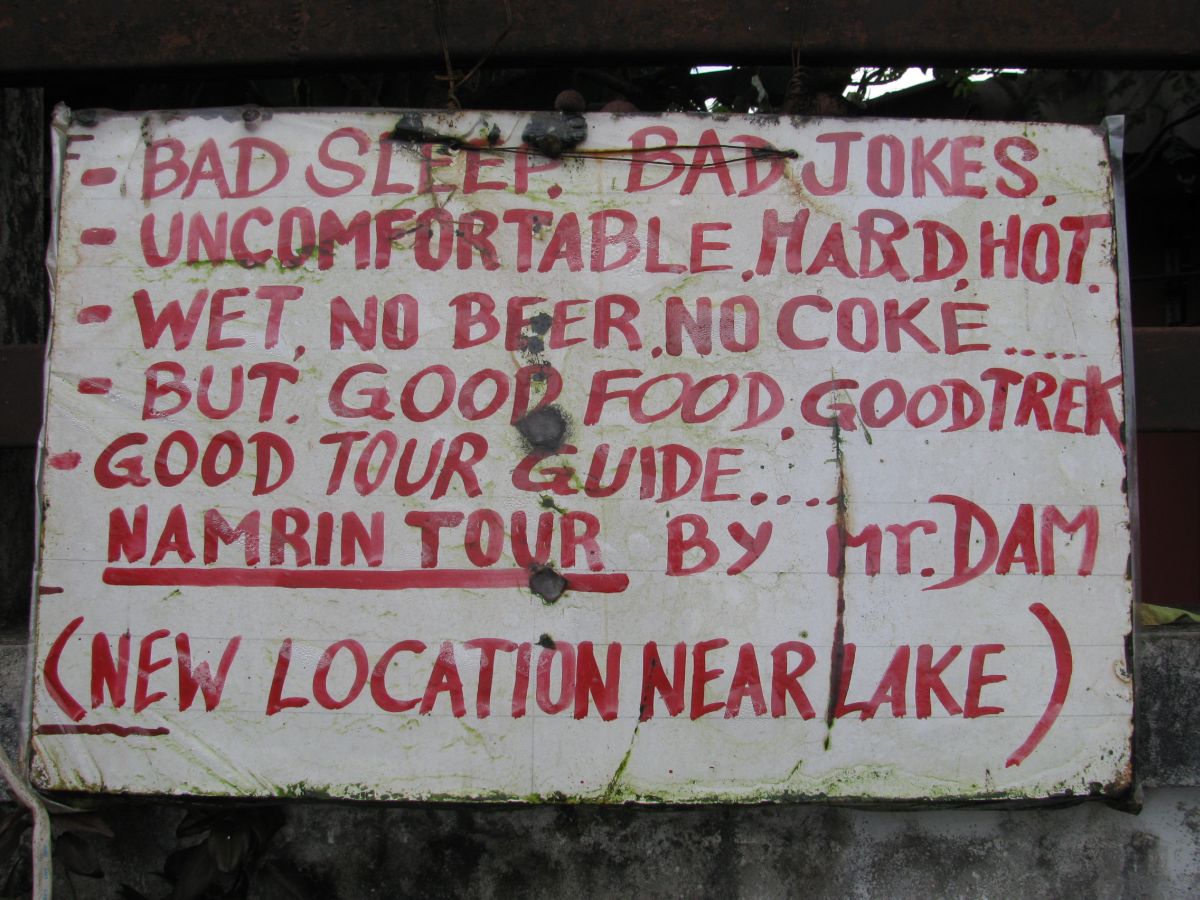 - BAD SLEEP. BAD JOKES.
- UNCOMFORTABLE, HARD, HOT.
- WET, NO BEER, NO COKE.....
- BUT. GOOD FOOD, GOOD TREK
- GOOD TOUR GUIDE.....
NAMRIN TOUR BY mr. DAM
(NEW LOCATION NEAR LAKE)